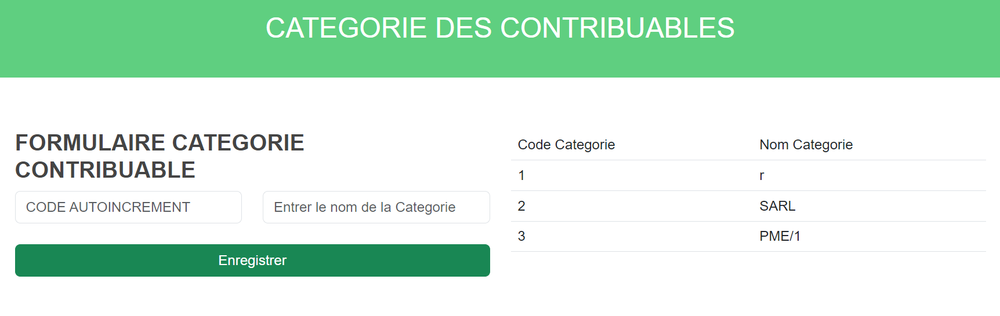 CATEGORIE DES CONTRIBUABLES
FORMULAIRE CATEGORIE
CONTRIBUABLE
CODE AUTOINCREMENT
Entrer le nom de la Categorie
Enregistrer
Code Categorie Nom Categorie
1 r
2 SARL
3 PME/1